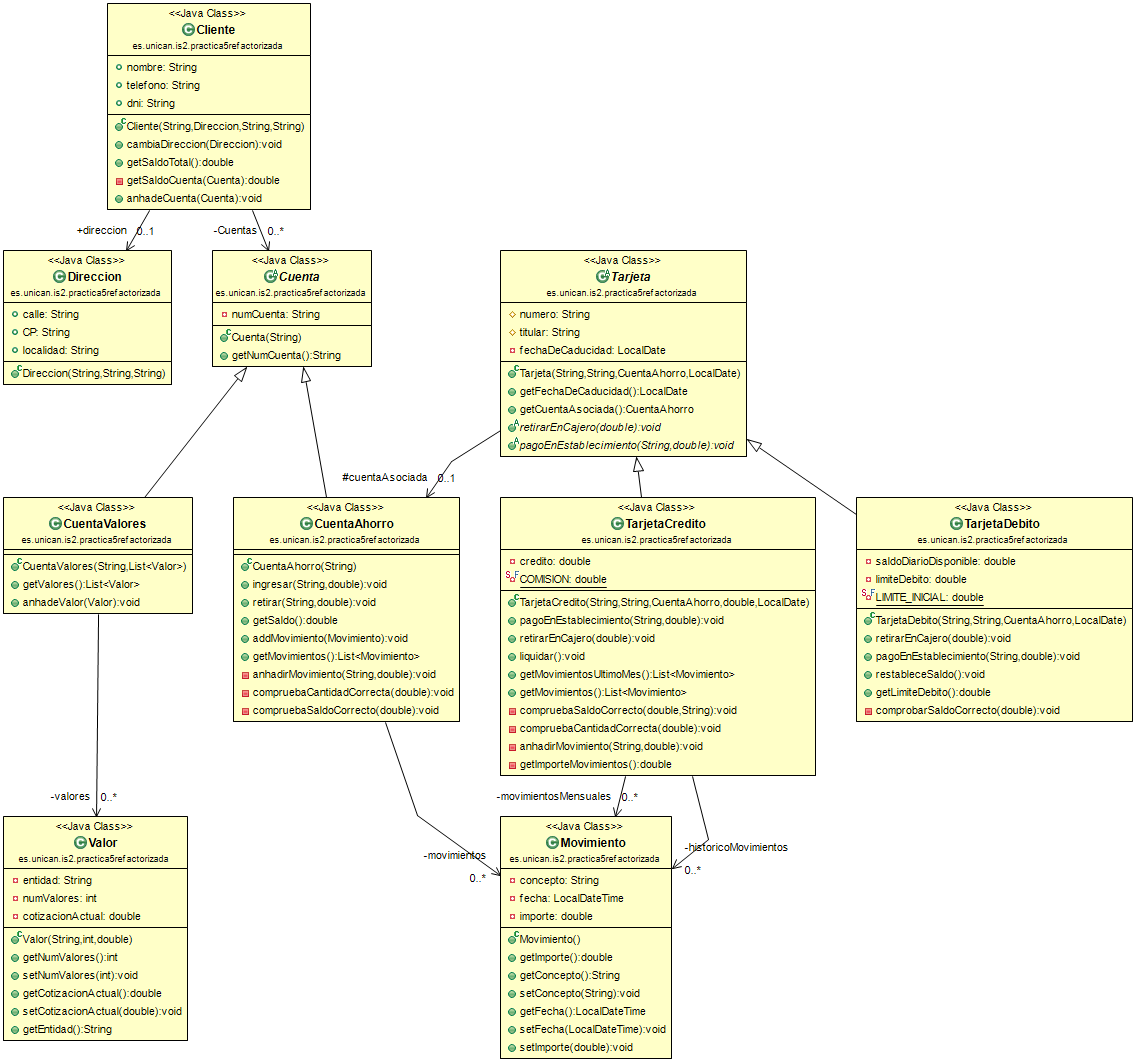 <<Java Class>>
Cliente
es.unican.is2.practica5refactorizada
nombre: String
telefono: String
dni: String
Cliente(String,Direccion,String,String)
cambiaDireccion(Direccion):void
getSaldoTotal():double
getSaldoCuenta(Cuenta):double
anhadeCuenta(Cuenta):void
+direccion 0..1
-Cuentas 0..*
<<Java Class>>
Direccion
es.unican.is2.practica5refactorizada
calle: String
CP: String
localidad: String
Direccion(String,String,String)
<<Java Class>>
Cuenta
es.unican.is2.practica5refactorizada
numCuenta: String
Cuenta(String)
getNumCuenta():String
<<Java Class>>
Tarjeta
es.unican.is2.practica5refactorizada
numero: String
titular: String
fechaDeCaducidad: LocalDate
Tarjeta(String,String,CuentaAhorro,LocalDate)
getFechaDeCaducidad():LocalDate
getCuentaAsociada():CuentaAhorro
retirarEnCajero(double):void
pagoEnEstablecimiento(String,double):void
#cuentaAsociada 0..1
<<Java Class>>
CuentaValores
es.unican.is2.practica5refactorizada
CuentaValores(String,List<Valor>)
getValores():List<Valor>
anhadeValor(Valor):void
<<Java Class>>
CuentaAhorro
es.unican.is2.practica5refactorizada
CuentaAhorro(String)
ingresar(String,double):void
retirar(String,double):void
getSaldo():double
addMovimiento(Movimiento):void
getMovimientos():List<Movimiento>
anhadirMovimiento(String,double):void
compruebaCantidadCorrecta(double):void
compruebaSaldoCorrecto(double):void
<<Java Class>>
TarjetaCredito
es.unican.is2.practica5refactorizada
credito: double
COMISION: double
TarjetaCredito(String,String,CuentaAhorro,double,LocalDate)
pagoEnEstablecimiento(String,double):void
retirarEnCajero(double):void
liquidar():void
getMovimientosUltimoMes():List<Movimiento>
getMovimientos():List<Movimiento>
compruebaSaldoCorrecto(double,String):void
compruebaCantidadCorrecta(double):void
anhadirMovimiento(String,double):void
getImporteMovimientos():double
<<Java Class>>
TarjetaDebito
es.unican.is2.practica5refactorizada
saldoDiarioDisponible: double
limiteDebito: double
LIMITE_INICIAL: double
TarjetaDebito(String,String,CuentaAhorro,LocalDate)
retirarEnCajero(double):void
pagoEnEstablecimiento(String,double):void
restableceSaldo():void
getLimiteDebito():double
comprobarSaldoCorrecto(double):void
-valores 0..*
-movimientosMensuales 0..*
-movimientos
0..*
-historicoMovimientos
0..*
<<Java Class>>
Valor
es.unican.is2.practica5refactorizada
entidad: String
numValores: int
cotizacionActual: double
Valor(String,int,double)
getNumValores():int
setNumValores(int):void
getCotizacionActual():double
setCotizacionActual(double):void
getEntidad():String
<<Java Class>>
Movimiento
es.unican.is2.practica5refactorizada
concepto: String
fecha: LocalDateTime
importe: double
Movimiento()
getImporte():double
getConcepto():String
setConcepto(String):void
getFecha():LocalDateTime
setFecha(LocalDateTime):void
setImporte(double):void